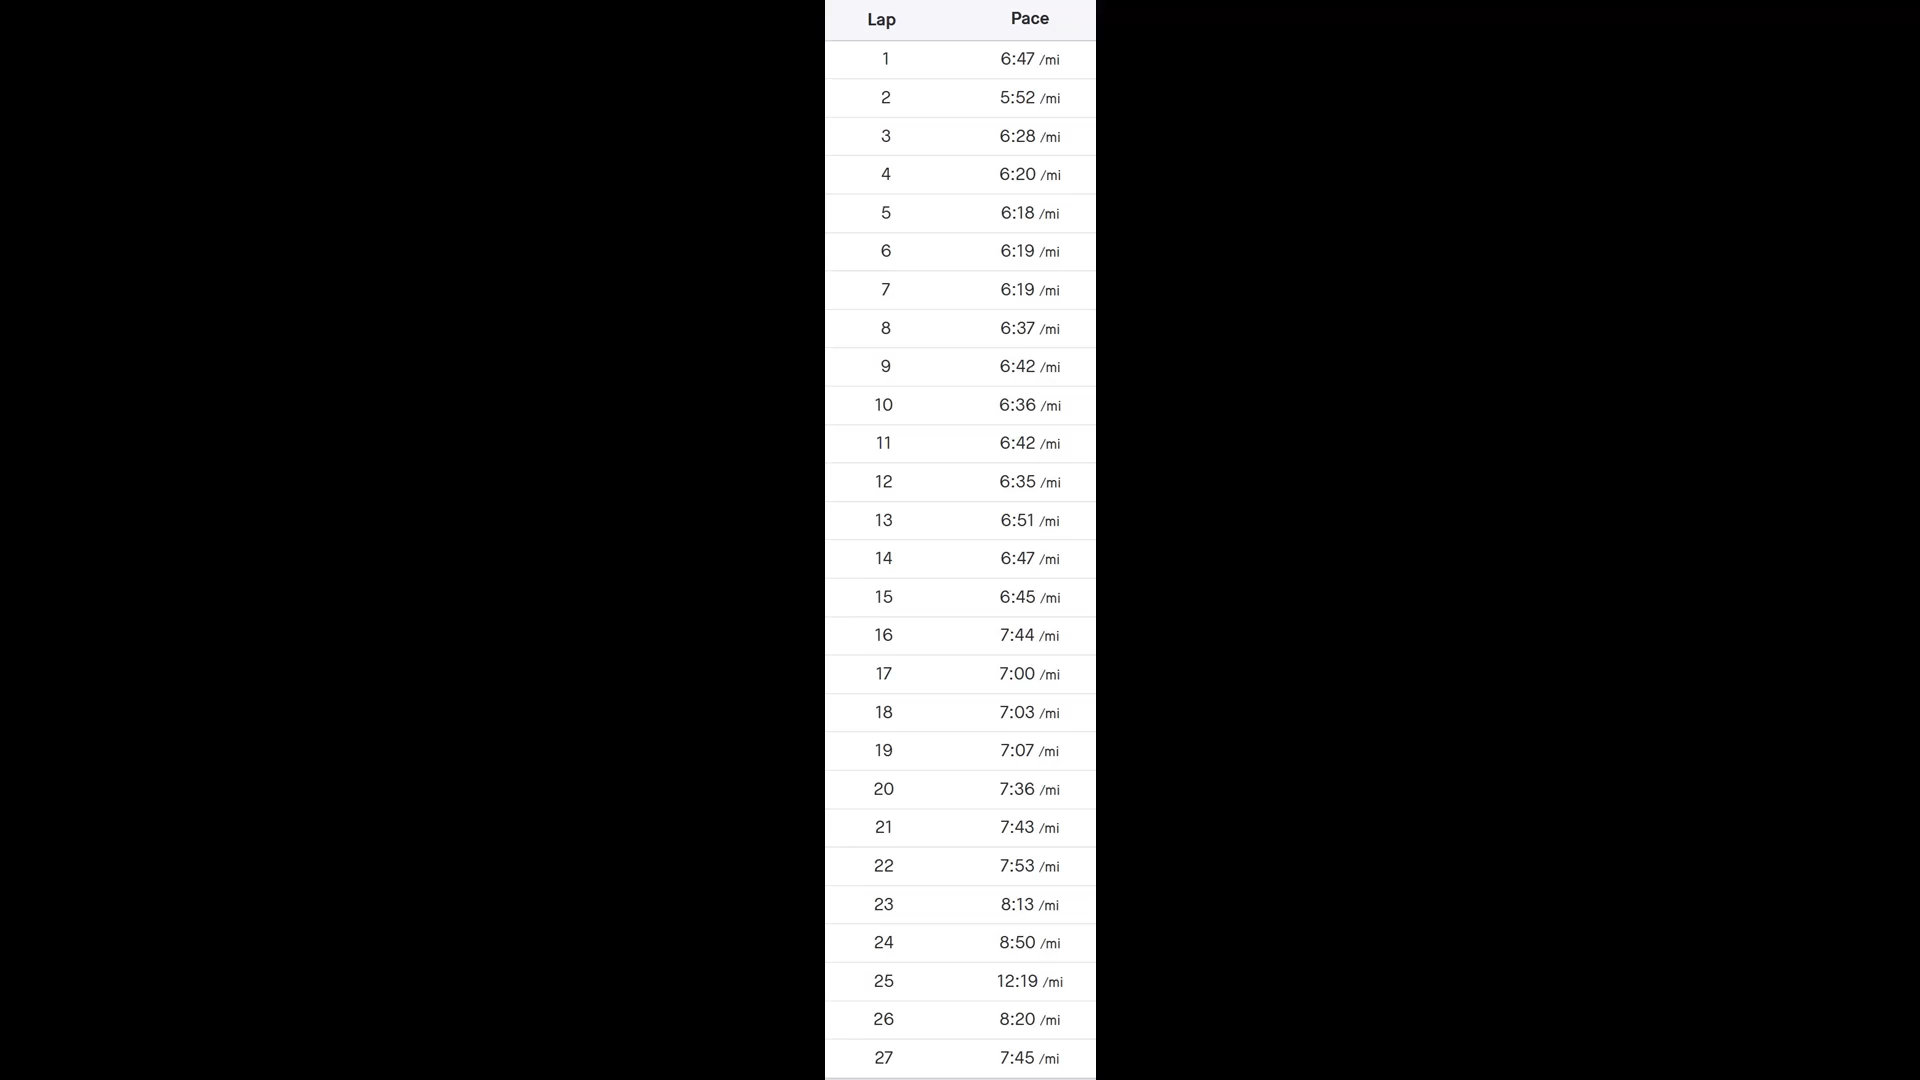 Lap Pace
1 6:47 /mi
2 5:52 /mi
3 6:28 /mi
4 6:20 /mi
5 6:18 /mi
6 6:19 /mi
7 6:19 /mi
8 6:37 /mi
9 6:42 /mi
10 6:36 /mi
11 6:42 /mi
12 6:35 /mi
13 6:51 /mi
14 6:47 /mi
15 6:45 /mi
16 7:44 /mi
17 7:00 /mi
18 7:03 /mi
19 7:07 /mi
20 7:36 /mi
21 7:43 /mi
22 7:53 /mi
23 8:13 /mi
24 8:50 /mi
25 12:19 /mi
26 8:20 /mi
27 7:45 /mi